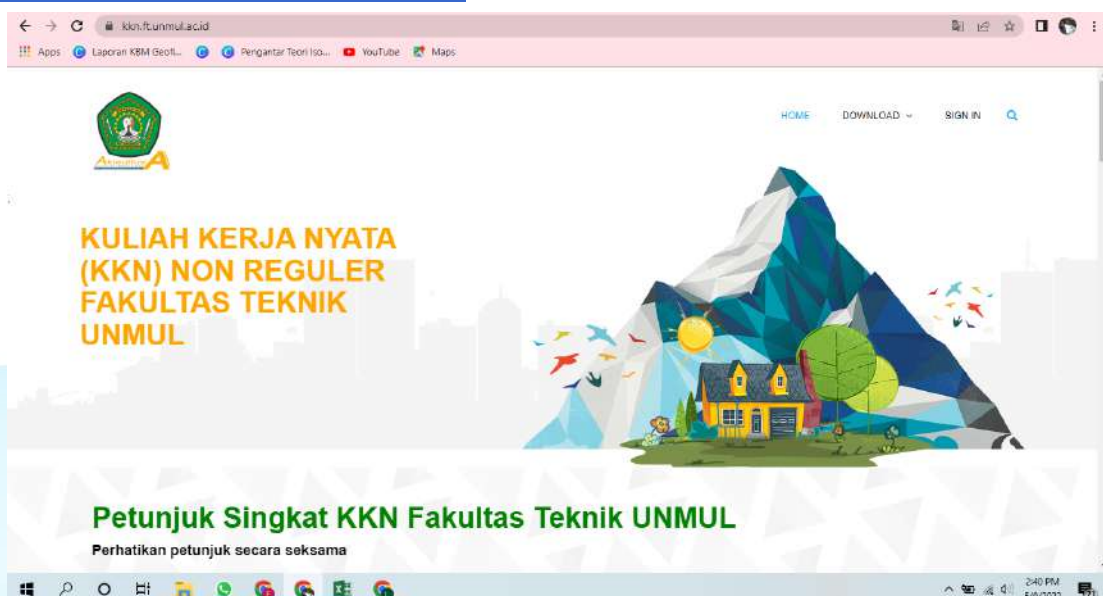 kkn.ft.unmul.ac.id
Apps Laporan KBM Geofi... Pengantar Teori Iso... YouTube Maps
HOME DOWNLOAD SIGN IN
KULIAH KERJA NYATA
(KKN) NON REGULER
FAKULTAS TEKNIK
UNMUL
Petunjuk Singkat KKN Fakultas Teknik UNMUL
Perhatikan petunjuk secara seksama
2:40 PM